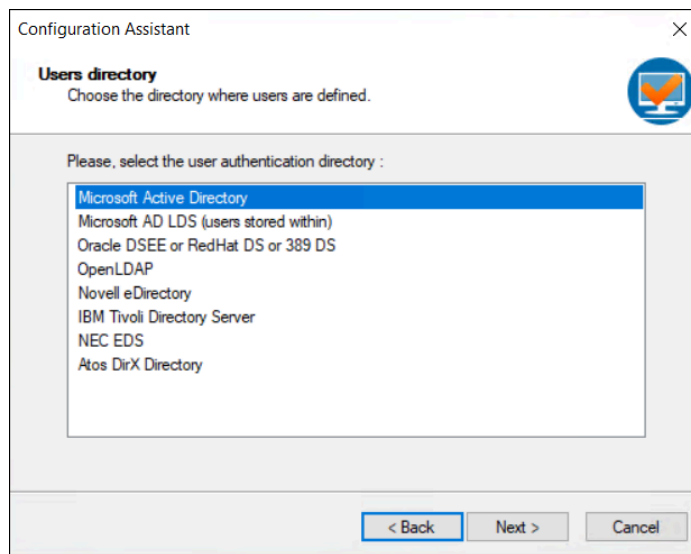 Configuration Assistant
Users directory
Choose the directory where users are defined.
Please, select the user authentication directory :
Microsoft Active Directory
Microsoft AD LDS (users stored within)
Oracle DSEE or RedHat DS or 389 DS
OpenLDAP
Novell eDirectory
IBM Tivoli Directory Server
NEC EDS
Atos DirX Directory
< Back Next > Cancel